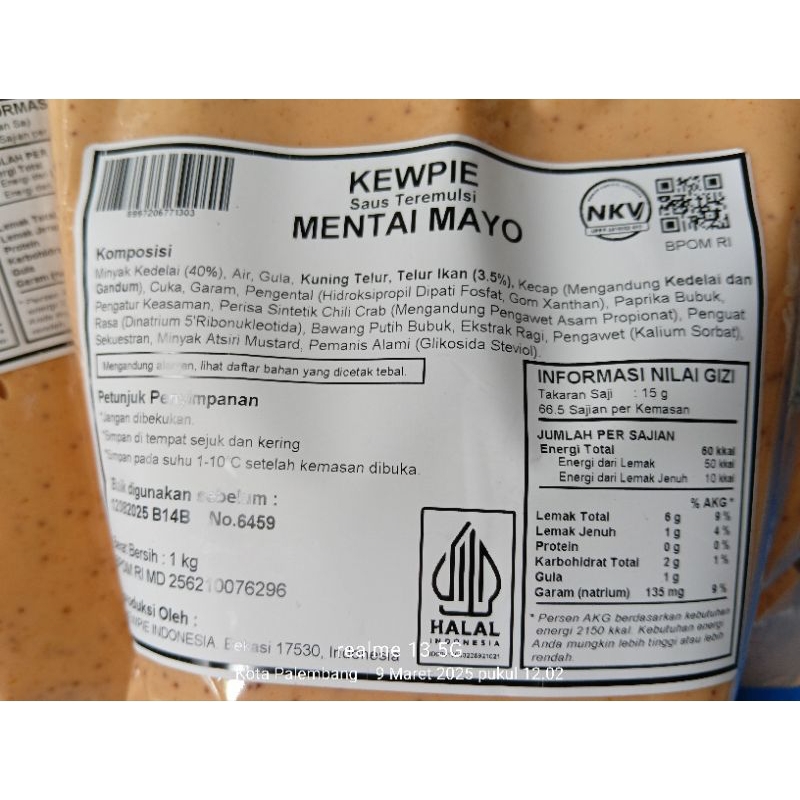 8997206771303
KEWPIE
Saus Teremulsi
MENTAI MAYO
NKV
BPOM RI
Komposisi
Minyak Kedelai (40%), Air, Gula, Kuning Telur, Telur Ikan (3.5%), Kecap (Mengandung Kedelai dan
Gandum), Cuka, Garam, Pengental (Hidroksipropil Dipati Fosfat, Gom Xanthan), Paprika Bubuk,
Pengatur Keasaman, Perisa Sintetik Chili Crab (Mengandung Pengawet Asam Propionat), Penguat
Rasa (Dinatrium 5'Ribonukleotida), Bawang Putih Bubuk, Ekstrak Ragi, Pengawet (Kalium Sorbat),
Sekuestran, Minyak Atsiri Mustard, Pemanis Alami (Glikosida Steviol).
Mengandung alergen, lihat daftar bahan yang dicetak tebal.
Petunjuk Penyimpanan
*Jangan dibekukan.
*Simpan di tempat sejuk dan kering
*Simpan pada suhu 1-10°C setelah kemasan dibuka.
Baik digunakan sebelum :
B14B No.6459
Berat Bersih : 1 kg
BPOM RI MD 256210076296
Produksi Oleh :
INDONESIA. Bekasi 17530, Indonesia
HALAL
INDONESIA
INFORMASI NILAI GIZI
Takaran Saji : 15 g
66.5 Sajian per Kemasan
JUMLAH PER SAJIAN
Energi Total 60 kkal
Energi dari Lemak 50 kkal
Energi dari Lemak Jenuh 10 kkal
% AKG*
Lemak Total 6 g 9%
Lemak Jenuh 1 g 4%
Protein 0 g 0%
Karbohidrat Total 2 g 1%
Gula 1 g
Garam (natrium) 135 mg 9%
* Persen AKG berdasarkan kebutuhan
energi 2150 kkal. Kebutuhan energi
Anda mungkin lebih tinggi atau lebih
rendah.
realme 13 5G
Kota Palembang 9 Maret 2025 pukul 12.02